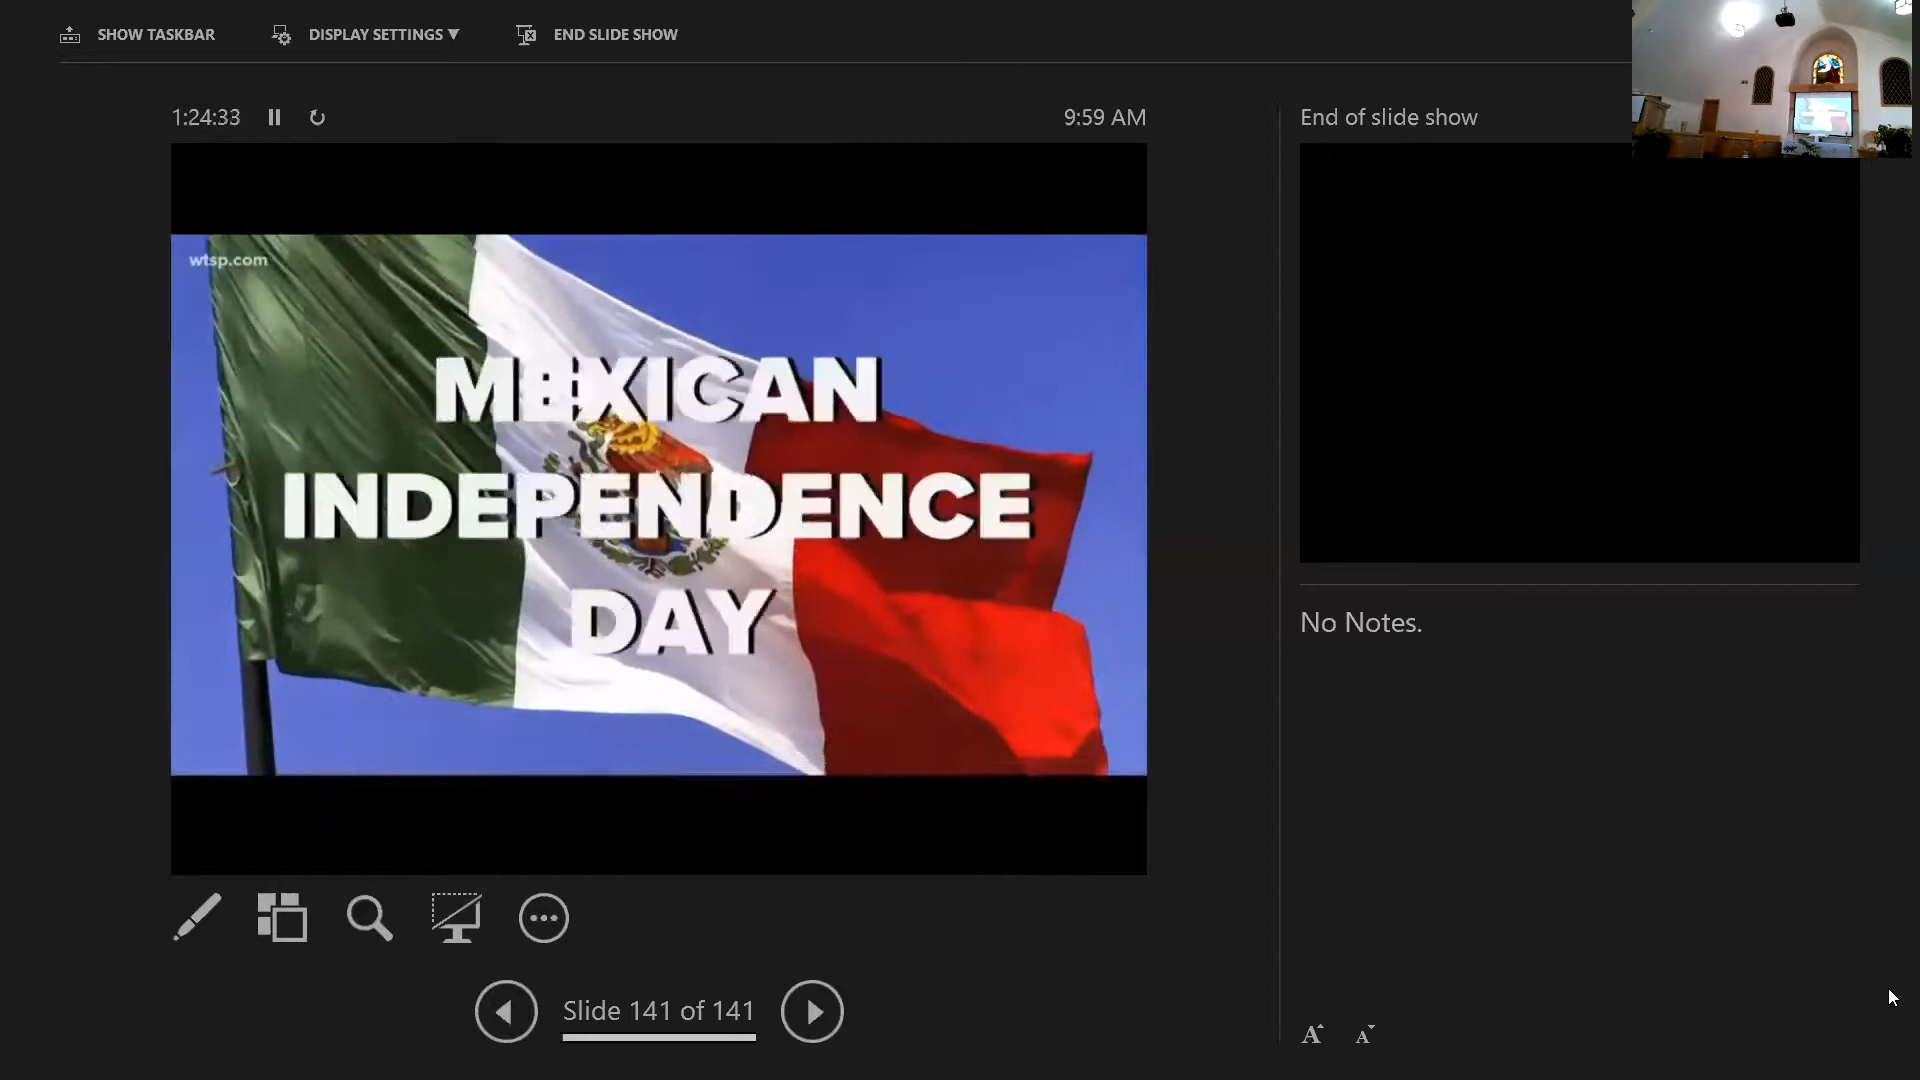 SHOW TASKBAR
DISPLAY SETTINGS ▼
END SLIDE SHOW
1:24:33
9:59 AM
End of slide show
wtsp.com
MEXICAN
INDEPENDENCE
DAY
No Notes.
Slide 141 of 141
A
A